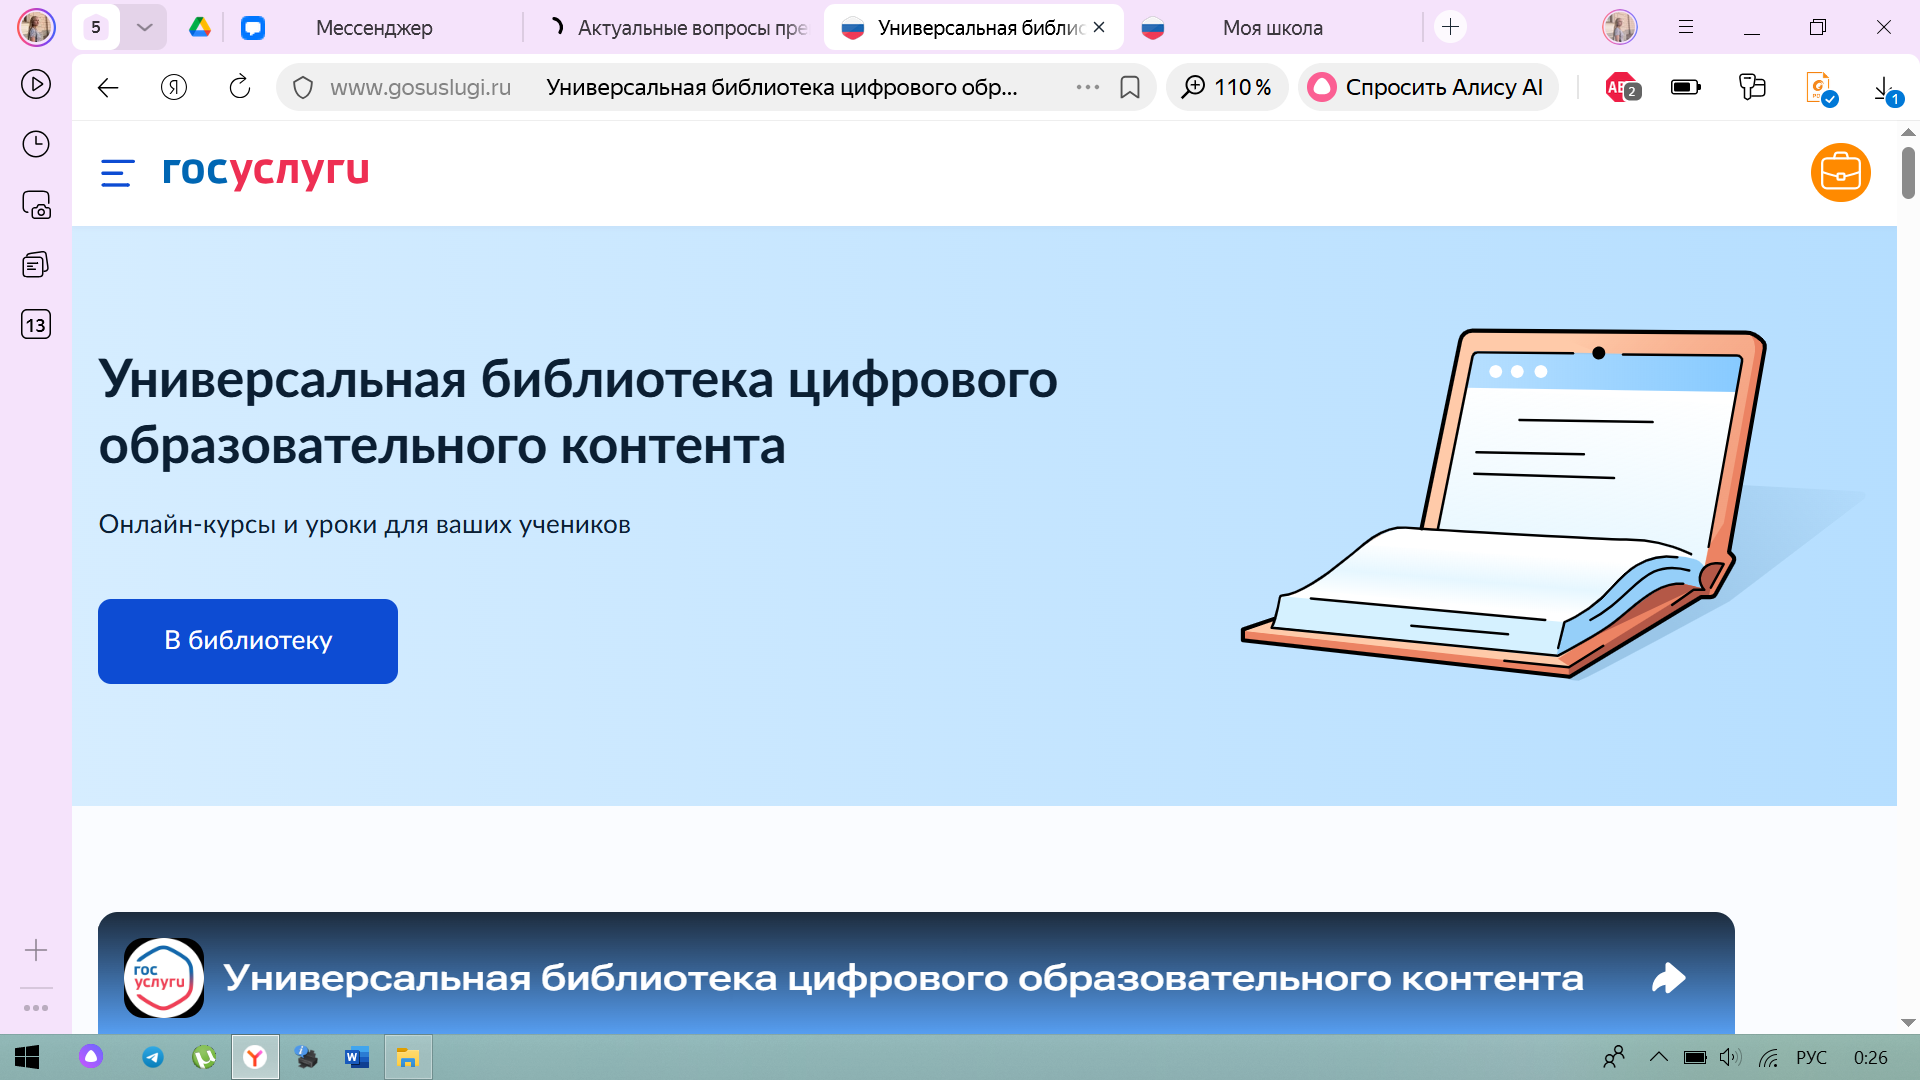 5
Мессенджер
Актуальные вопросы пре
Универсальная библис
Моя школа
www.gosuslugi.ru
Универсальная библиотека цифрового обр...
110 %
Спросить Алису AI
2
1
госуслуги
13
Универсальная библиотека цифрового
образовательного контента
Онлайн-курсы и уроки для ваших учеников
В библиотеку
гос
услуги
Универсальная библиотека цифрового образовательного контента
РУС
0:26